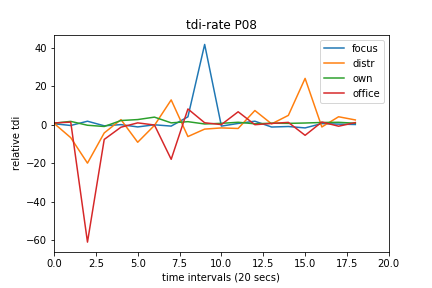 tdi-rate P08
relative tdi
40
20
0
−20
−40
−60
focus
distr
own
office
0.0 2.5 5.0 7.5 10.0 12.5 15.0 17.5 20.0
time intervals (20 secs)